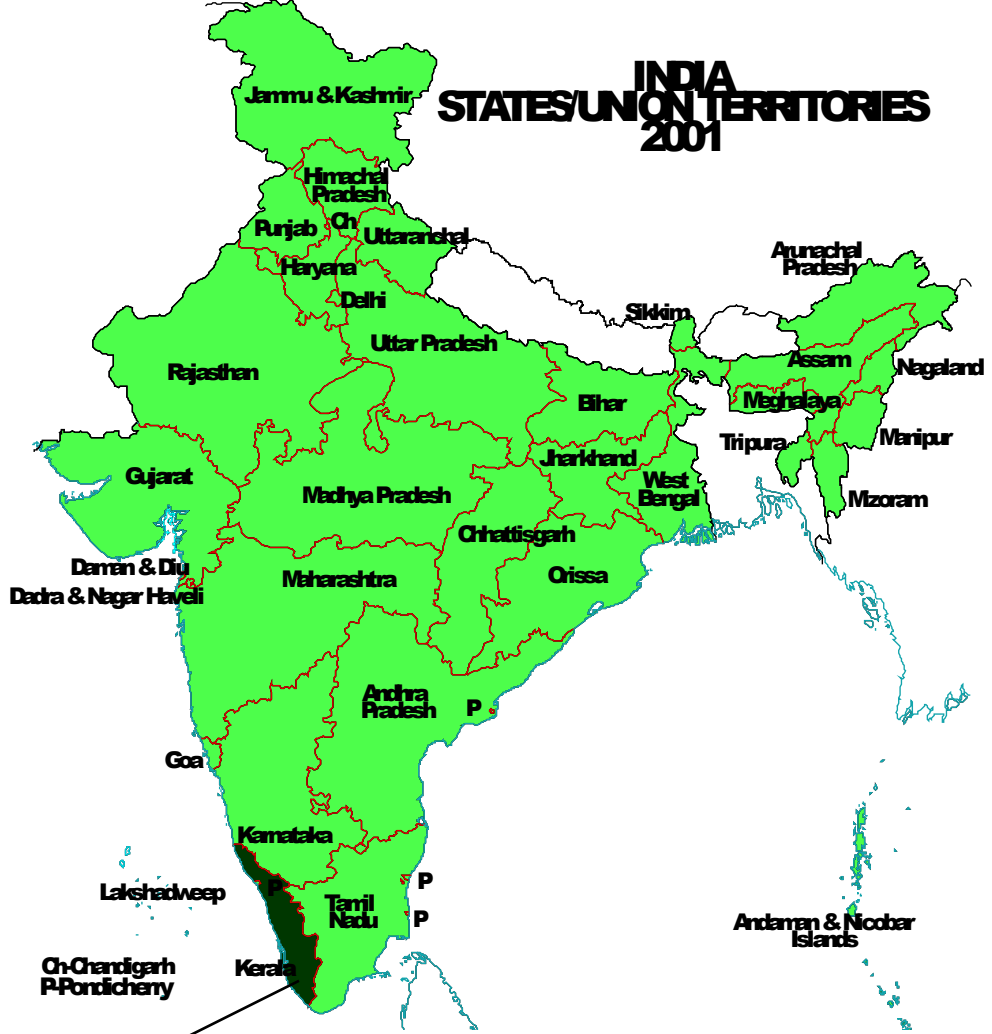 INDIA
STATES/UNION TERRITORIES
2001
Jammu & Kashmir
Himachal
Pradesh
Punjab
Ch
Uttaranchal
Haryana
Delhi
Arunachal
Pradesh
Sikkim
Uttar Pradesh
Rajasthan
Assam
Nagaland
Bihar
Meghalaya
Tripura
Manipur
Jharkhand
Gujarat
Madhya Pradesh
West
Bengal
Mzoram
Chhattisgarh
Daman & Diu
Maharashtra
Orissa
Dadra & Nagar Haveli
Andhra
Pradesh
P
Goa
Karnataka
P
P
Lakshadweep
Tamil
Nadu
P
Andaman & Nicobar
Islands
Kerala
Ch-Chandigarh
P-Pondicherry